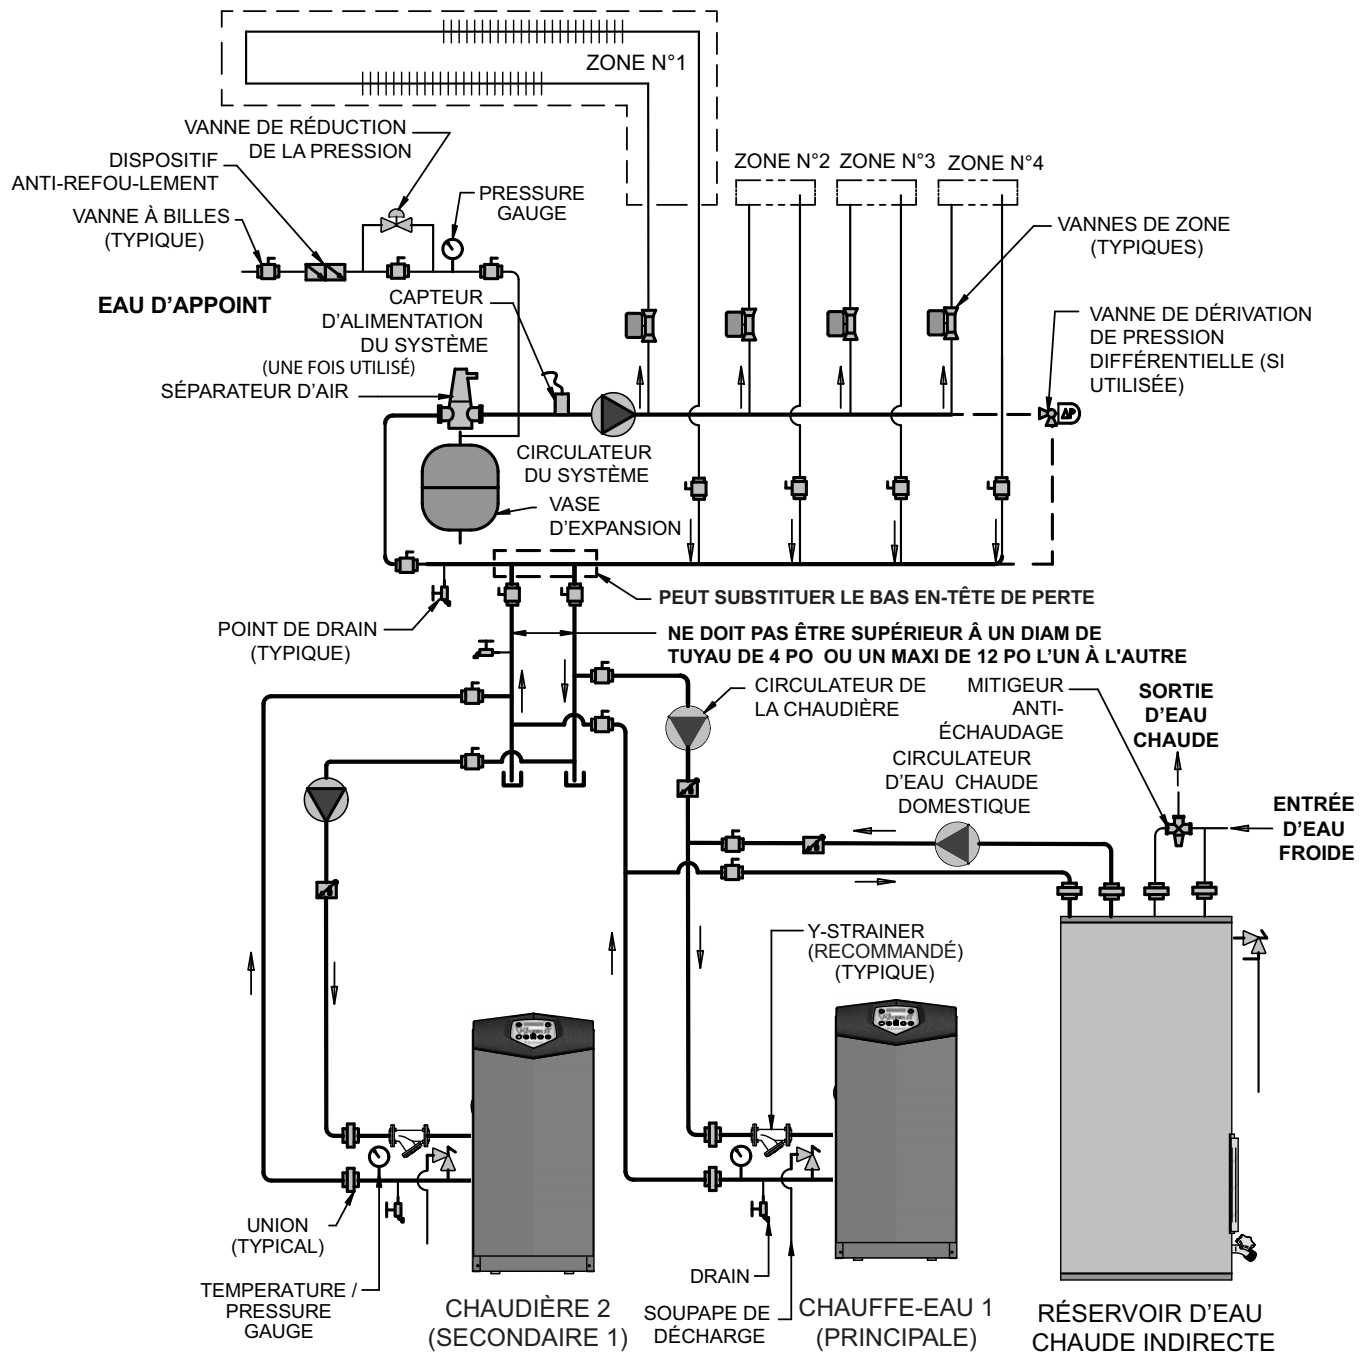 ZONE N°1
VANNE DE RÉDUCTION
DE LA PRESSION
DISPOSITIF
ANTI-REFOU-LEMENT
VANNE À BILLES
(TYPIQUE)
PRESSURE
GAUGE
ZONE N°2
ZONE N°3
ZONE N°4
VANNES DE ZONE
(TYPIQUES)
EAU D'APPOINT
CAPTEUR
D'ALIMENTATION
DU SYSTÈME
(UNE FOIS UTILISÉ)
SÉPARATEUR D'AIR
VANNE DE DÉRIVATION
DE PRESSION
DIFFÉRENTIELLE (SI
UTILISÉE)
ΔP
CIRCULATEUR
DU SYSTÈME
VASE
D'EXPANSION
PEUT SUBSTITUER LE BAS EN-TÊTE DE PERTE
POINT DE DRAIN
(TYPIQUE)
NE DOIT PAS ÊTRE SUPÉRIEUR Â UN DIAM DE
TUYAU DE 4 PO OU UN MAXI DE 12 PO L'UN À L'AUTRE
CIRCULATEUR DE
LA CHAUDIÈRE
MITIGEUR
ANTI-
ÉCHAUDAGE
SORTIE
D'EAU
CHAUDE
CIRCULATEUR
D'EAU CHAUDE
DOMESTIQUE
ENTRÉE
D'EAU
FROIDE
Y-STRAINER
(RECOMMANDÉ)
(TYPIQUE)
UNION
(TYPICAL)
TEMPERATURE /
PRESSURE
GAUGE
DRAIN
SOUPAPE DE
DÉCHARGE
CHAUDIÈRE 2
(SECONDAIRE 1)
CHAUFFE-EAU 1
(PRINCIPALE)
RÉSERVOIR D'EAU
CHAUDE INDIRECTE